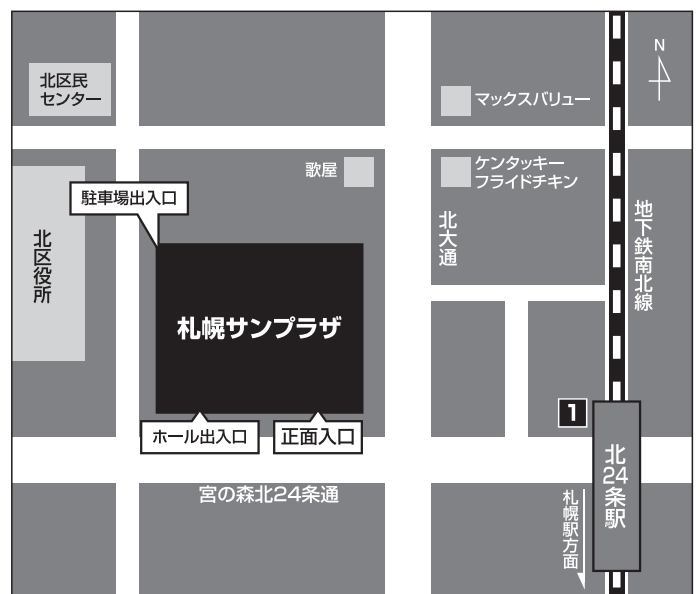 北区民
センター
N
マックスバリュー
歌屋
ケンタッキー
フライドチキン
駐車場出入口
北区役所
北大通
地下鉄南北線
札幌サンプラザ
1
ホール出入口
正面入口
北24条駅
宮の森北24条通
札幌駅方面